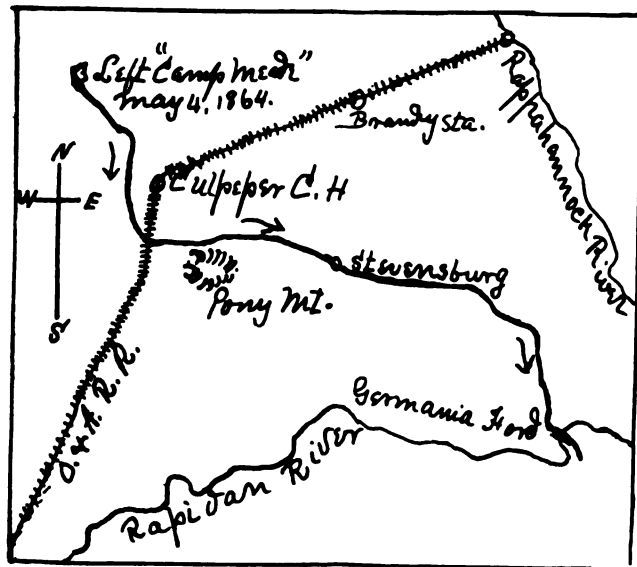 Left "Camp Meade"
May 4, 1864.
Rappahannock River
Brandy Sta.
N
W E
S
Culpeper C. H
Stevensburg
Pony Mt.
O. & A. R. R.
Germania Ford
Rapidan River